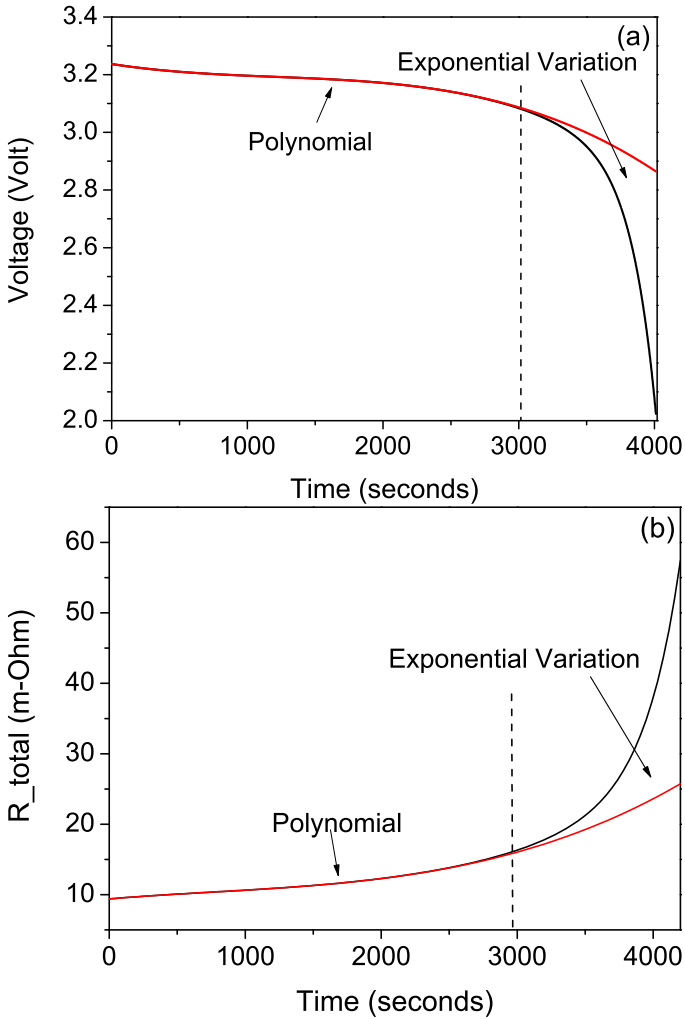 (a)
3.4
Exponential Variation
3.2
Polynomial
3.0
2.8
2.6
2.4
2.2
2.0
Voltage (Volt)
0 1000 2000 3000 4000
Time (seconds)
(b)
60
50
40
Exponential Variation
30
20
Polynomial
10
R_total (m-Ohm)
0 1000 2000 3000 4000
Time (seconds)